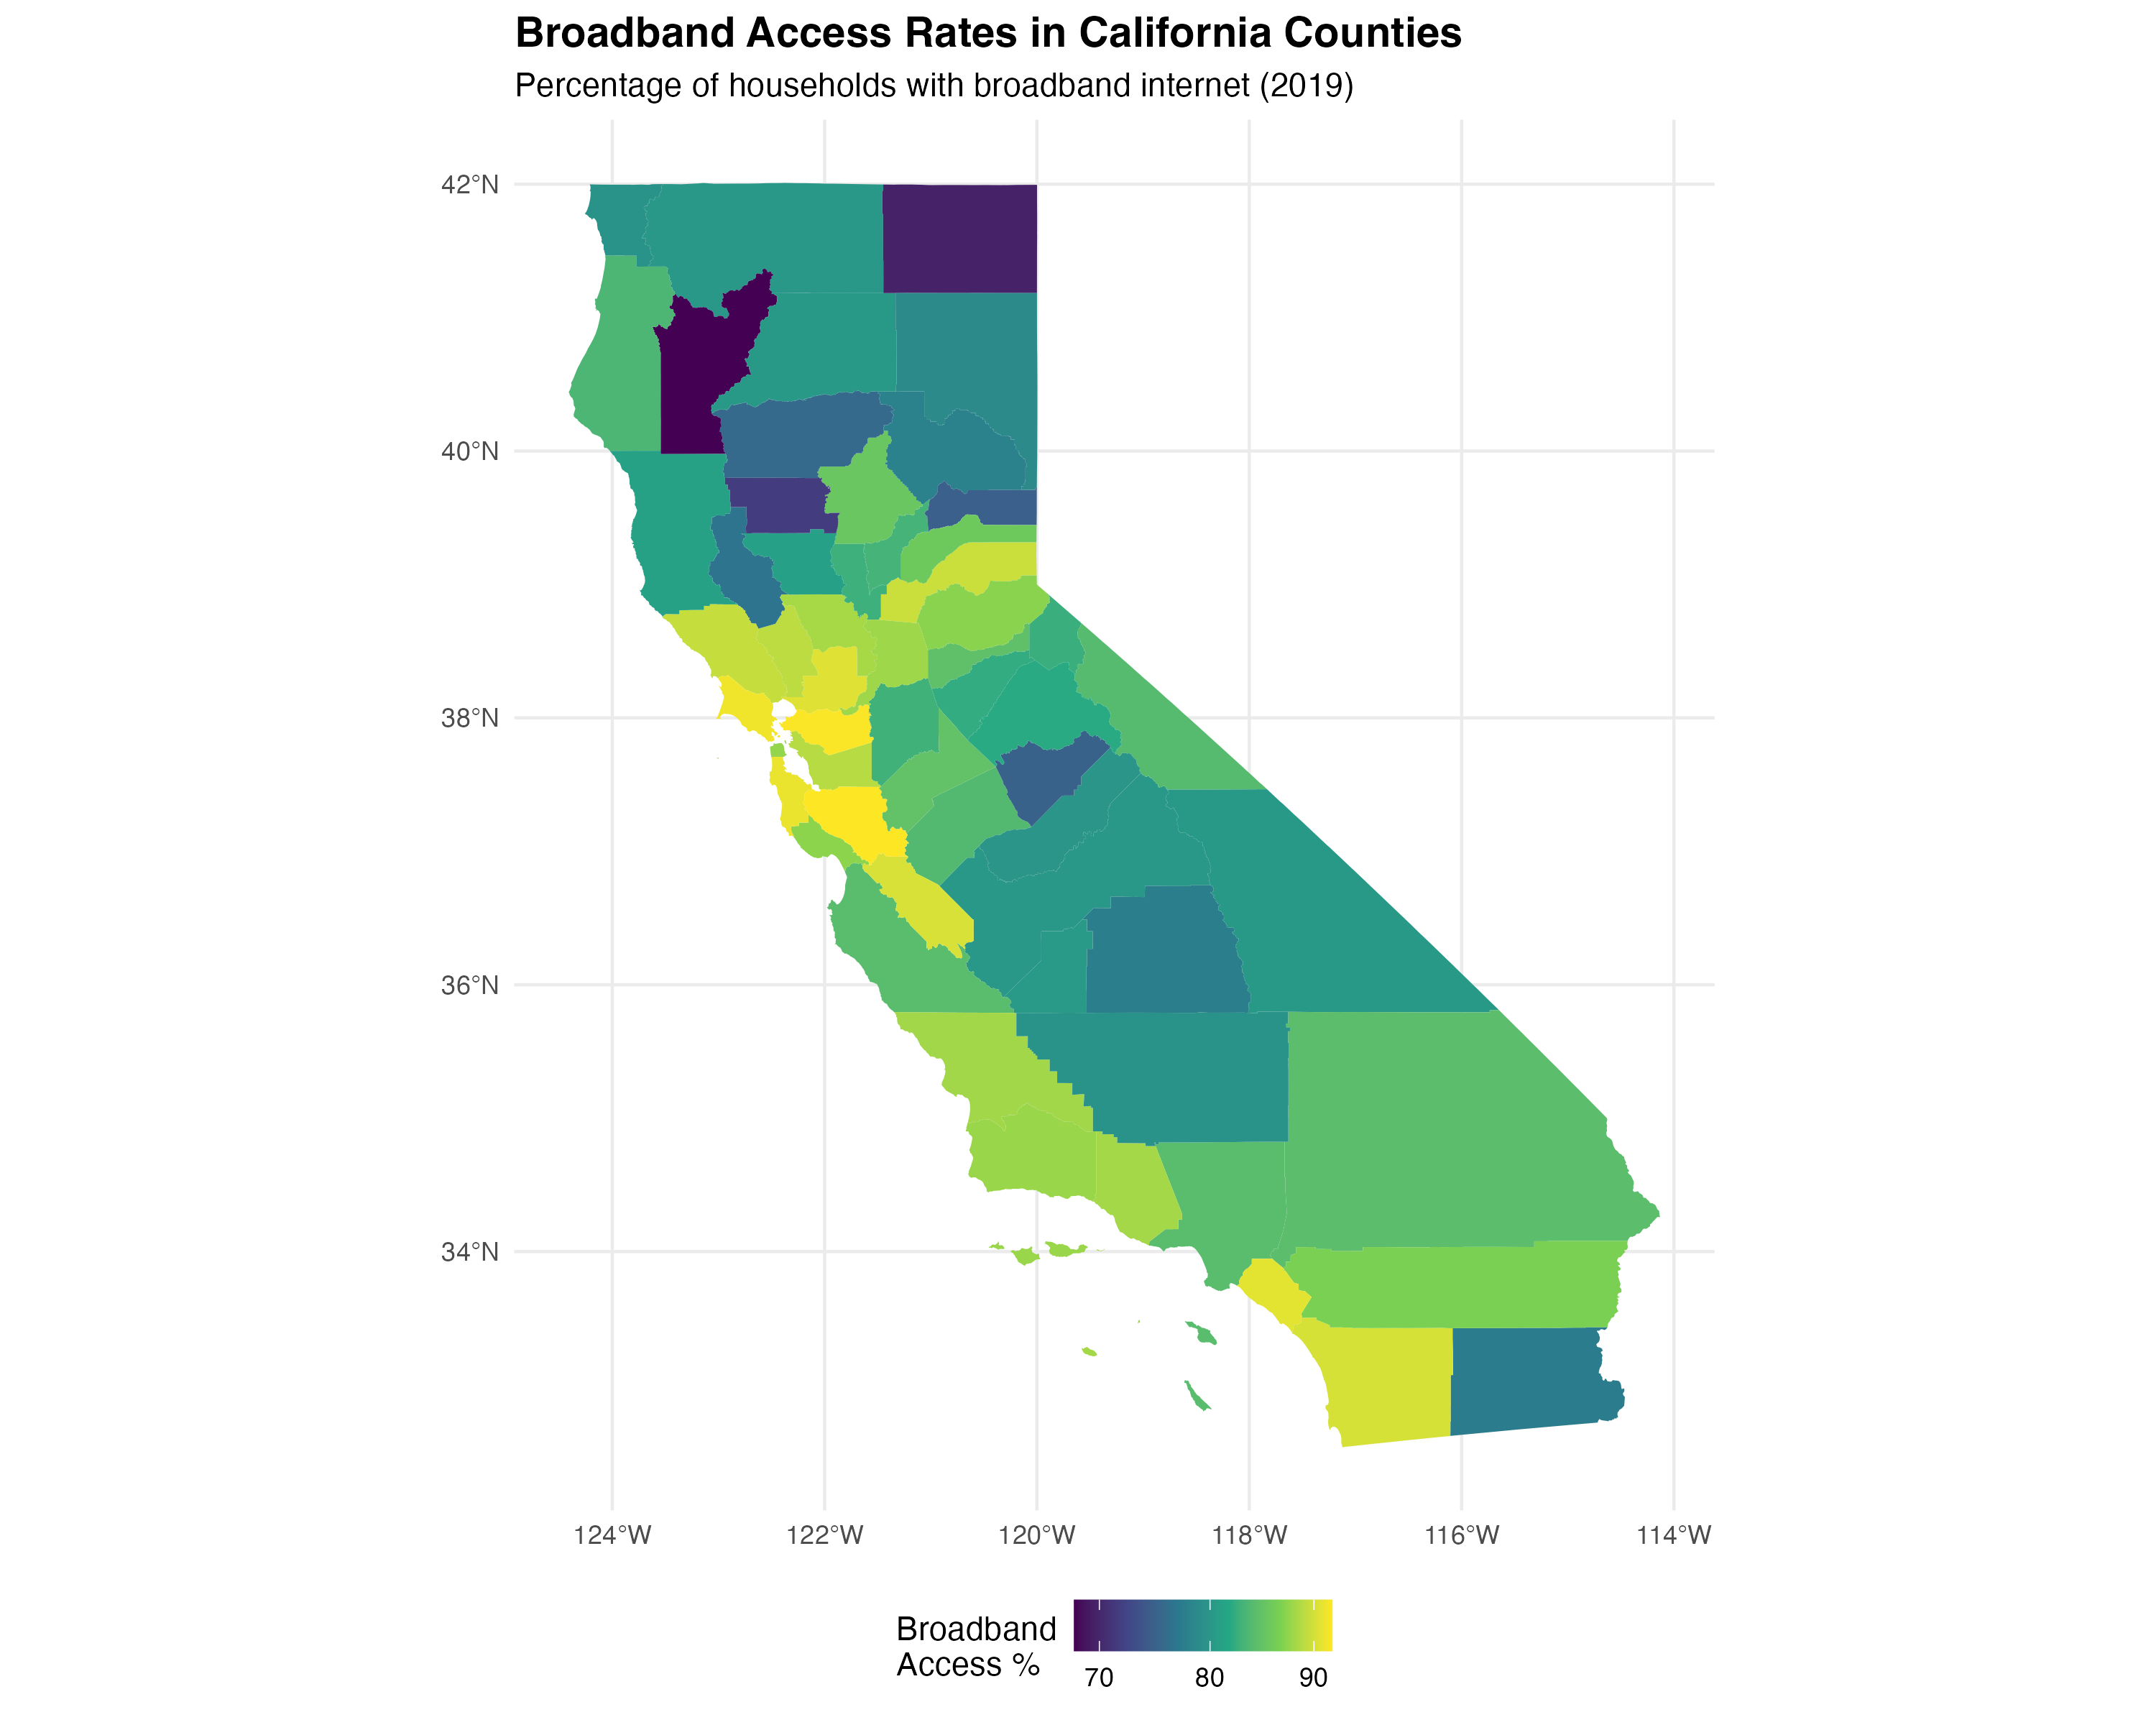 Broadband Access Rates in California Counties
Percentage of households with broadband internet (2019)
42°N
40°N
38°N
36°N
34°N
124°W 122°W 120°W 118°W 116°W 114°W
Broadband
Access %
70 80 90